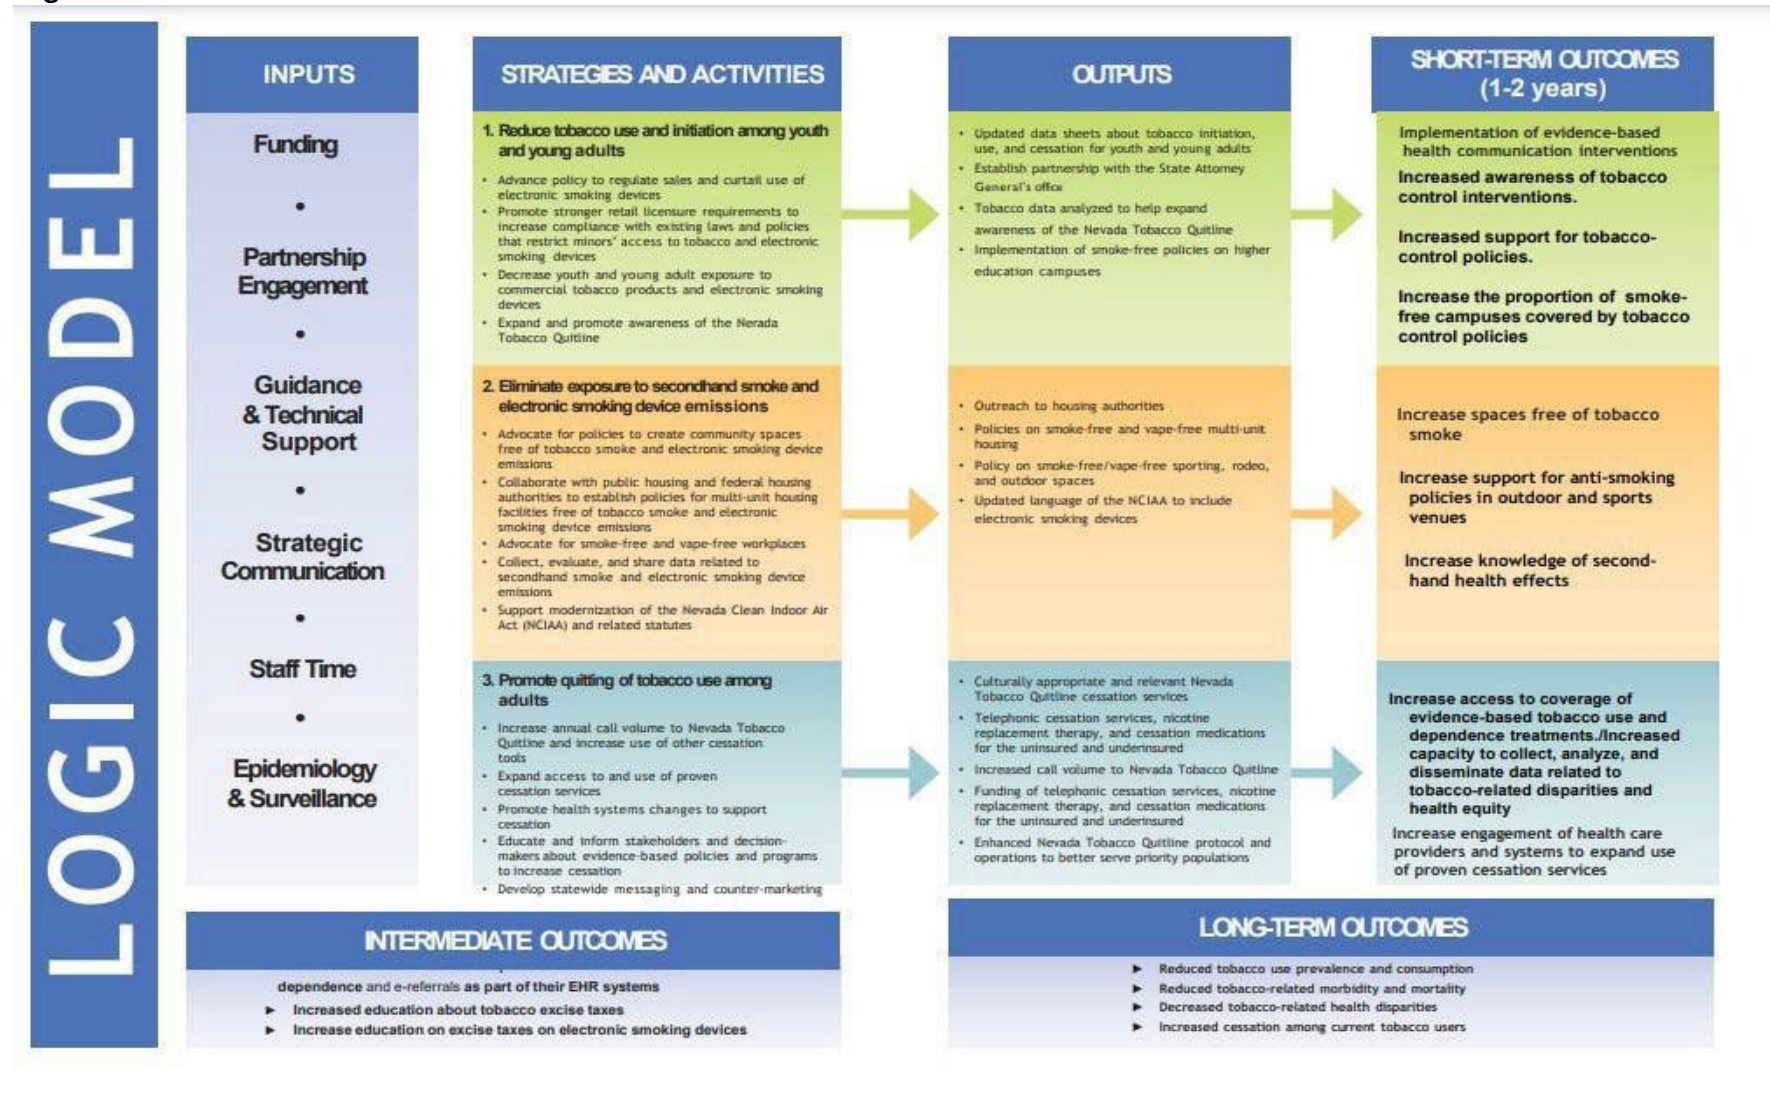 LOGIC MODEL
INPUTS
Funding
•
Partnership
Engagement
•
Guidance
& Technical
Support
•
Strategic
Communication
•
Staff Time
•
Epidemiology
& Surveillance
STRATEGIES AND ACTIVITIES
1. Reduce tobacco use and initiation among youth
and young adults
• Advance policy to regulate sales and curtail use of
electronic smoking devices
• Promote stronger retail licensure requirements to
increase compliance with existing laws and policies
that restrict minors' access to tobacco and electronic
smoking devices
• Decrease youth and young adult exposure to
commercial tobacco products and electronic smoking
devices
• Expand and promote awareness of the Nerada
Tobacco Quitline
2. Eliminate exposure to secondhand smoke and
electronic smoking device emissions
• Advocate for policies to create community spaces
free of tobacco smoke and electronic smoking device
emissions
• Collaborate with public housing and federal housing
authorities to establish policies for multi-unit housing
facilities free of tobacco smoke and electronic
smoking device emissions
• Advocate for smoke-free and vape-free workplaces
• Collect, evaluate, and share data related to
secondhand smoke and electronic smoking device
emissions
• Support modernization of the Nevada Clean Indoor Air
Act (NCIAA) and related statutes
3. Promote quitting of tobacco use among
adults
• Increase annual call volume to Nevada Tobacco
Quitline and increase use of other cessation
tools
• Expand access to and use of proven
cessation services
• Promote health systems changes to support
cessation
• Educate and inform stakeholders and decision-
makers about evidence-based policies and programs
to increase cessation
• Develop statewide messaging and counter-marketing
OUTPUTS
• Updated data sheets about tobacco initiation,
use, and cessation for youth and young adults
• Establish partnership with the State Attorney
General's office
• Tobacco data analyzed to help expand
awareness of the Nevada Tobacco Quitline
• Implementation of smoke-free policies on higher
education campuses
• Outreach to housing authorities
• Policies on smoke-free and vape-free multi-unit
housing
• Policy on smoke-free/vape-free sporting, rodeo,
and outdoor spaces
• Updated language of the NCIAA to include
electronic smoking devices
• Culturally appropriate and relevant Nevada
Tobacco Quitline cessation services
• Telephonic cessation services, nicotine
replacement therapy, and cessation medications
for the uninsured and underinsured
• Increased call volume to Nevada Tobacco Quitline
• Funding of telephonic cessation services, nicotine
replacement therapy, and cessation medications
for the uninsured and underinsured
• Enhanced Nevada Tobacco Quitline protocol and
operations to better serve priority populations
SHORT-TERM OUTCOMES
(1-2 years)
Implementation of evidence-based
health communication interventions
Increased awareness of tobacco
control interventions.
Increased support for tobacco-
control policies.
Increase the proportion of smoke-
free campuses covered by tobacco
control policies
Increase spaces free of tobacco
smoke
Increase support for anti-smoking
policies in outdoor and sports
venues
Increase knowledge of second-
hand health effects
Increase access to coverage of
evidence-based tobacco use and
dependence treatments./Increased
capacity to collect, analyze, and
disseminate data related to
tobacco-related disparities and
health equity
Increase engagement of health care
providers and systems to expand use
of proven cessation services
INTERMEDIATE OUTCOMES
dependence and e-referrals as part of their EHR systems
► Increased education about tobacco excise taxes
► Increase education on excise taxes on electronic smoking devices
LONG-TERM OUTCOMES
► Reduced tobacco use prevalence and consumption
► Reduced tobacco-related morbidity and mortality
► Decreased tobacco-related health disparities
► Increased cessation among current tobacco users